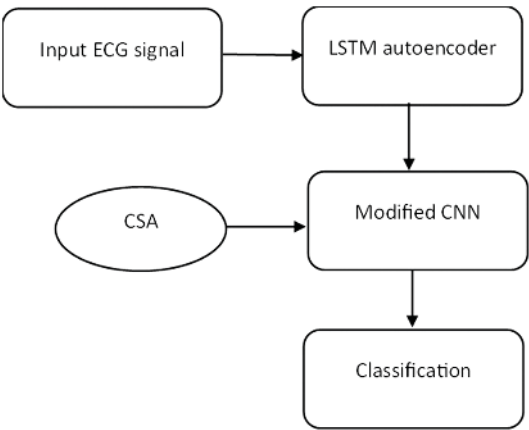 Input ECG signal
LSTM autoencoder
CSA
Modified CNN
Classification